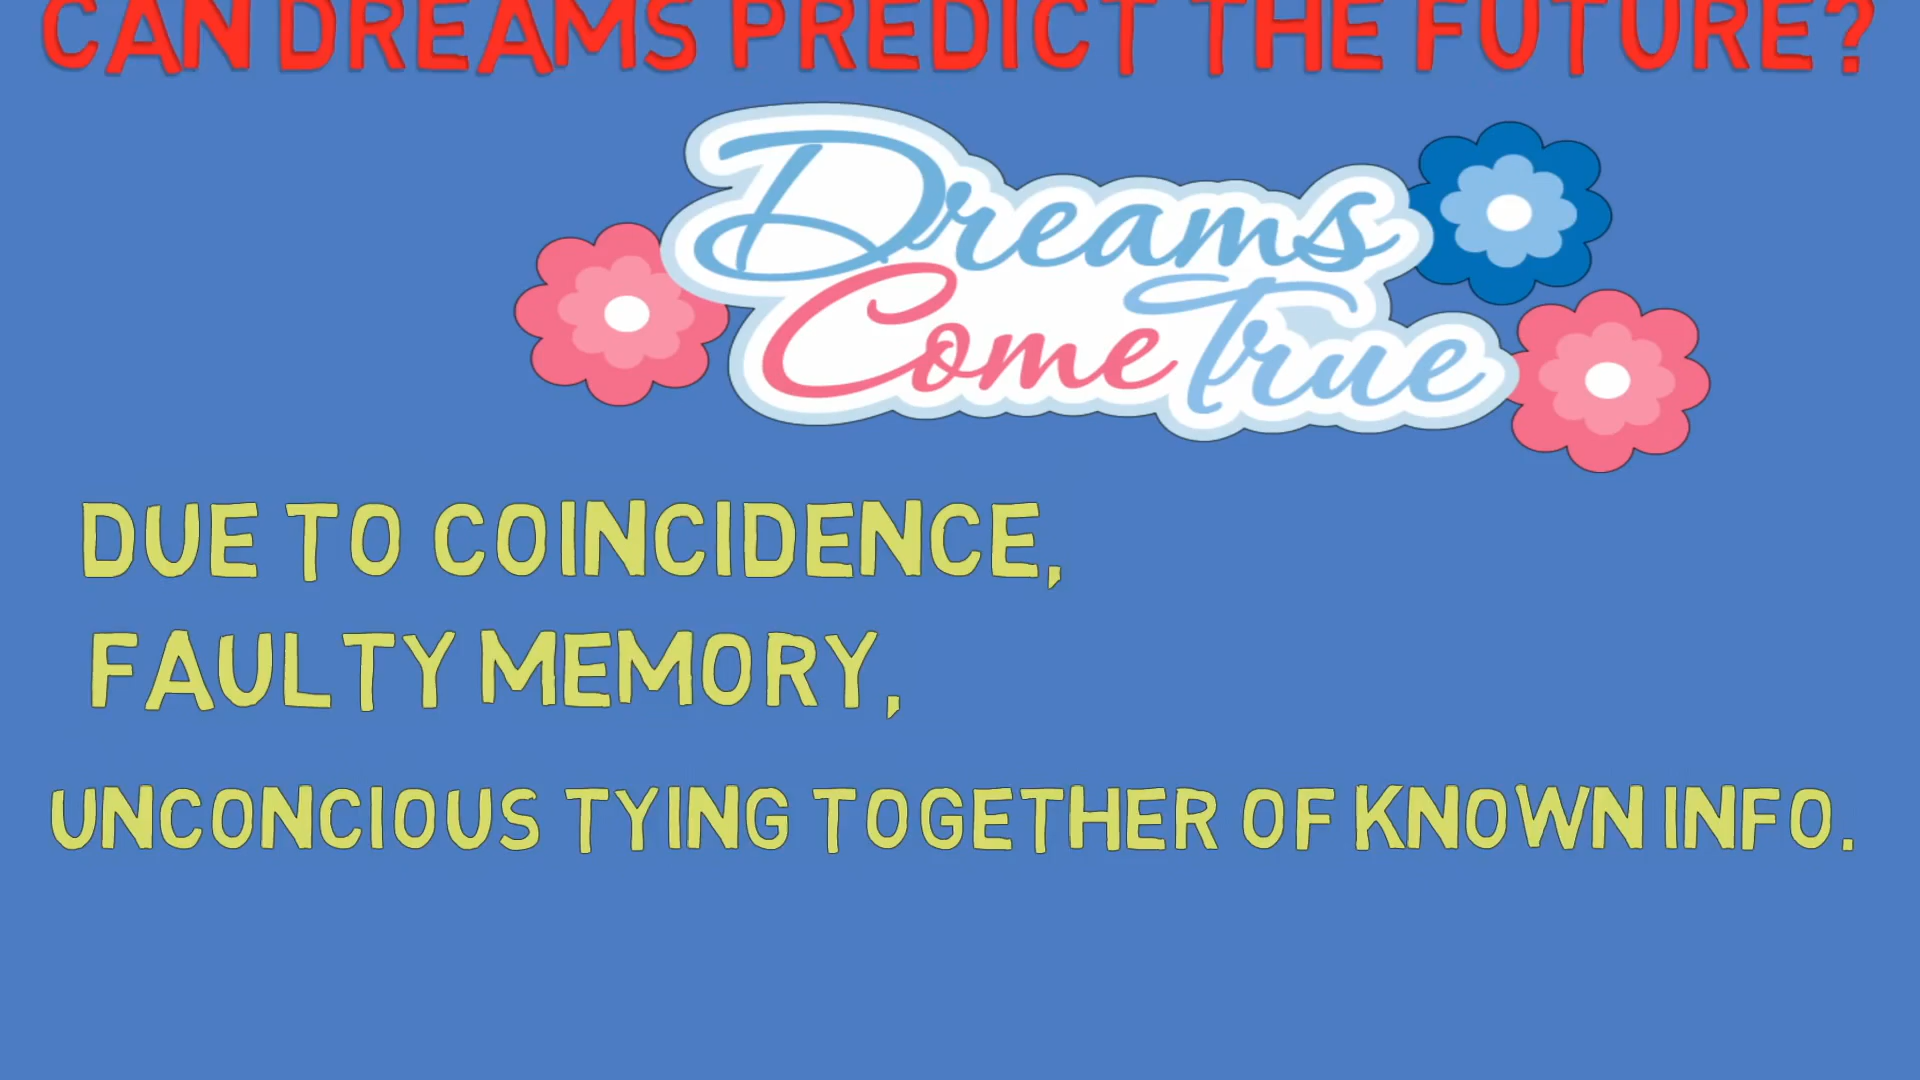 CAN DREAMS PREDICT THE FUTURE?
Dreams
Come True
DUE TO COINCIDENCE,
FAULTY MEMORY,
UNCONCIOUS TYING TOGETHER OF KNOWN INFO.